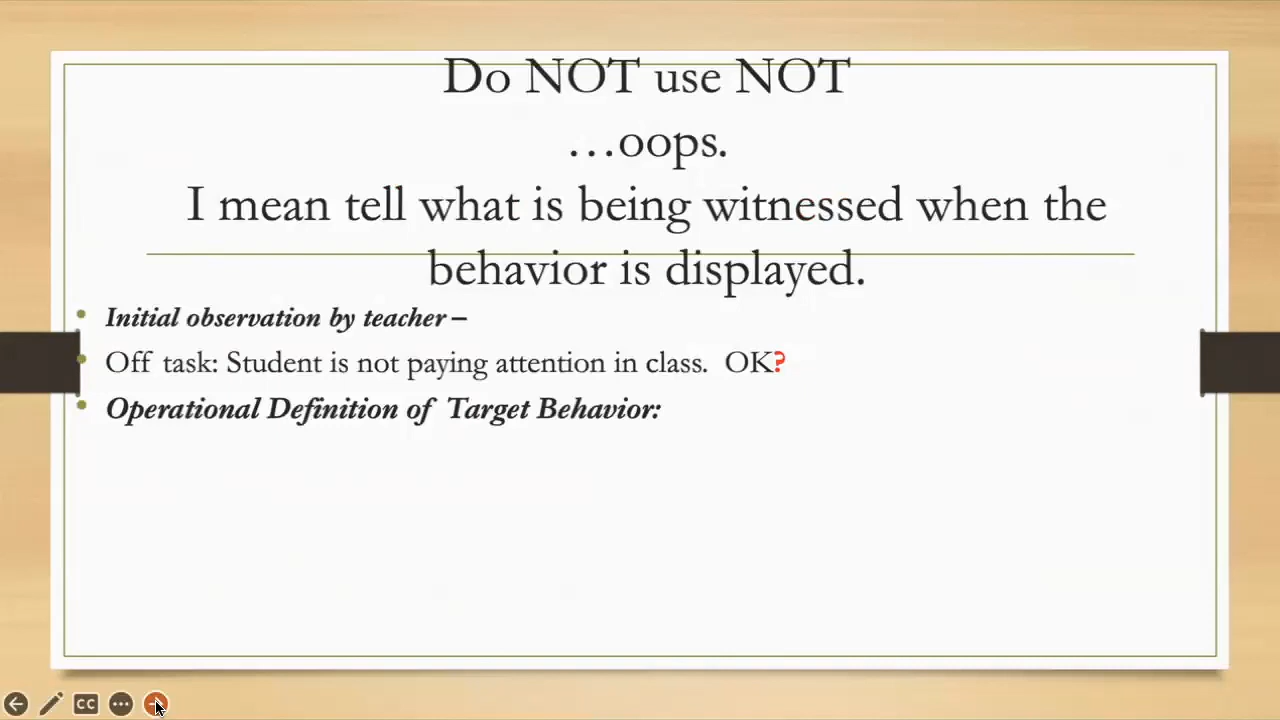 Do NOT use NOT
…oops.
I mean tell what is being witnessed when the
behavior is displayed.
• Initial observation by teacher –
• Off task: Student is not paying attention in class. OK?
• Operational Definition of Target Behavior:
CC